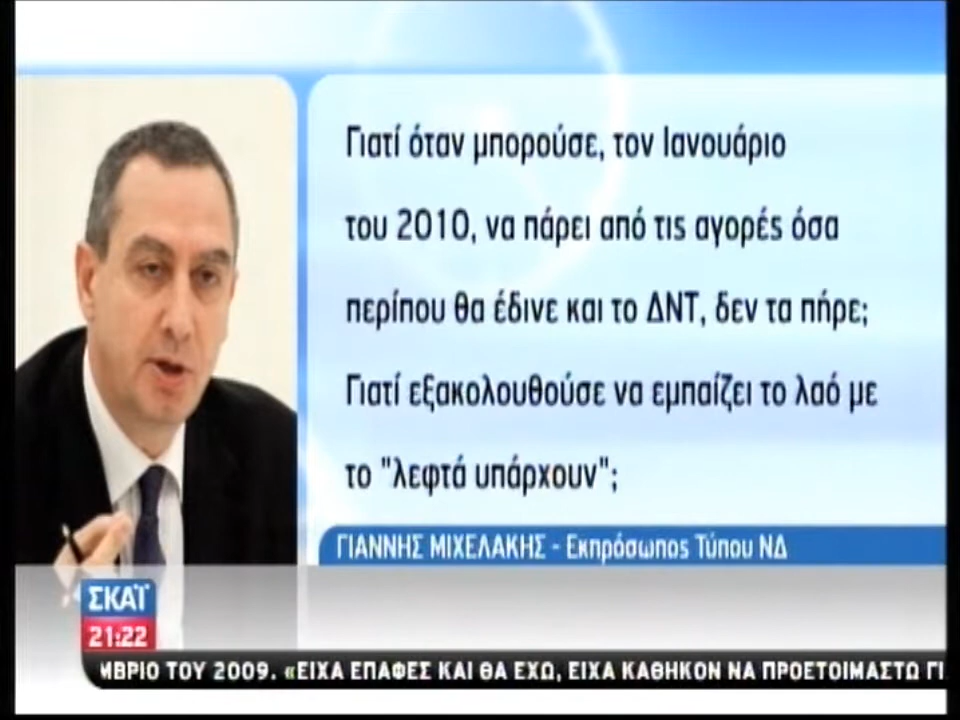 Γιατί όταν μπορούσε, τον Ιανουάριο
του 2010, να πάρει από τις αγορές όσα
περίπου θα έδινε και το ΔΝΤ, δεν τα πήρε;
Γιατί εξακολουθούσε να εμπαίζει το λαό με
το "λεφτά υπάρχουν";
ΓΙΑΝΝΗΣ ΜΙΧΕΛΑΚΗΣ - Εκπρόσωπος Τύπου ΝΔ
ΣΚΑΪ
21:22
ΜΒΡΙΟ ΤΟΥ 2009. «ΕΙΧΑ ΕΠΑΦΕΣ ΚΑΙ ΘΑ ΕΧΩ, ΕΙΧΑ ΚΑΘΗΚΟΝ ΝΑ ΠΡΟΕΤΟΙΜΑΣΤΩ ΓΙ